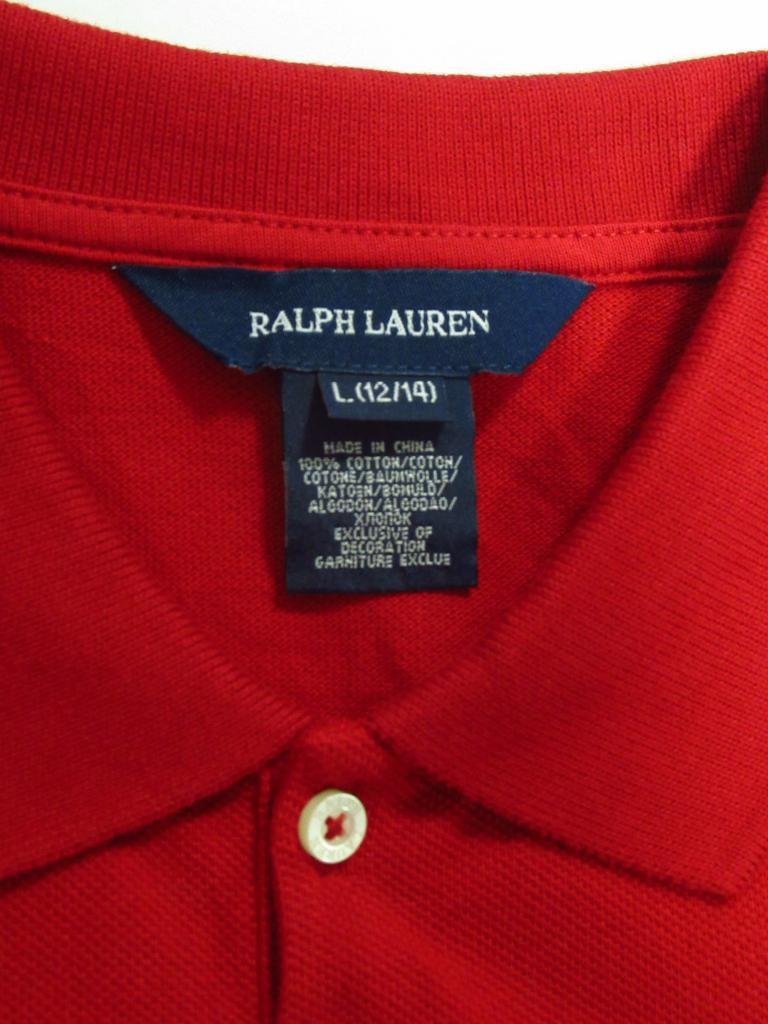 RALPH LAUREN
L (12/14)
MADE IN CHINA
100% COTTON/COTON/
COTONE/BAUMWOLLE/
KATOEN/BOMULD/
ALGODON/ALGODAO/
ХЛОПОК
EXCLUSIVE OF
DECORATION
GARNITURE EXCLUE